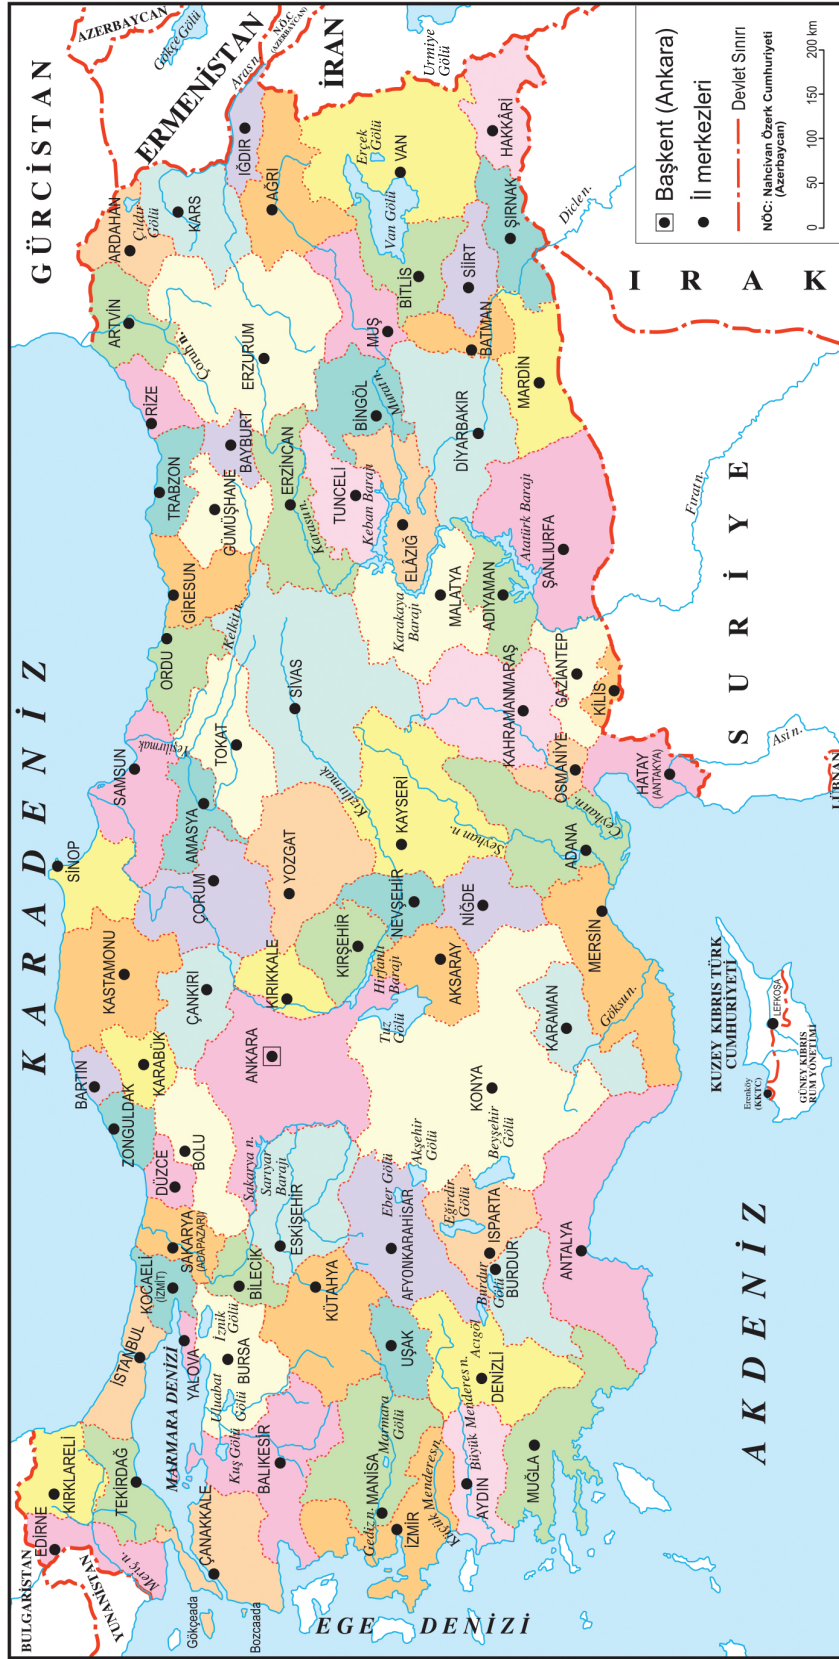 BULGARİSTAN
YUNANİSTAN
GÜRCİSTAN
ERMENİSTAN
AZERBAYCAN
N.Ö.C
(AZERBAYCAN)
İRAN
I R A K
S U R İ Y E
LÜBNAN
K A R A D E N İ Z
MARMARA DENİZİ
EGE DENİZİ
A K D E N İ Z
Gökçeada
Bozcaada
EDİRNE
KIRKLARELİ
TEKİRDAĞ
İSTANBUL
ÇANAKKALE
BALIKESİR
BURSA
YALOVA
KOCAELİ
(İZMİT)
SAKARYA
(ADAPAZARI)
DÜZCE
BOLU
ZONGULDAK
BARTIN
KARABÜK
KASTAMONU
SİNOP
SAMSUN
ORDU
GİRESUN
TRABZON
RİZE
ARTVİN
ARDAHAN
KARS
IĞDIR
AĞRI
ERZURUM
BAYBURT
GÜMÜŞHANE
ERZİNCAN
TUNCELİ
BİNGÖL
MUŞ
BİTLİS
VAN
HAKKÂRİ
ŞIRNAK
SİİRT
BATMAN
MARDİN
DİYARBAKIR
ELÂZIĞ
MALATYA
ADIYAMAN
ŞANLIURFA
GAZİANTEP
KİLİS
KAHRAMANMARAŞ
OSMANİYE
HATAY
(ANTAKYA)
ADANA
MERSİN
NİĞDE
KAYSERİ
SİVAS
TOKAT
AMASYA
ÇORUM
YOZGAT
ÇANKIRI
KIRIKKALE
KIRŞEHİR
NEVŞEHİR
AKSARAY
ANKARA
KONYA
KARAMAN
ANTALYA
ISPARTA
BURDUR
AFYONKARAHİSAR
ESKİŞEHİR
BİLECİK
KÜTAHYA
UŞAK
DENİZLİ
MUĞLA
AYDIN
İZMİR
MANİSA
Meriç n.
Kuş Gölü
Uluabat
Gölü
İznik
Gölü
Marmara
Gölü
Gediz n.
Küçük Menderes n.
Büyük Menderes n.
Acıgöl
Burdur
Gölü
Eğirdir
Gölü
Beyşehir
Gölü
Eber Gölü
Akşehir
Gölü
Sakarya n.
Sarıyar
Barajı
Tuz
Gölü
Hirfanlı
Barajı
Kızılırmak
Yeşilırmak
Kelkit n.
Çoruh n.
Karasu n.
Murat n.
Keban Barajı
Karakaya
Barajı
Atatürk Barajı
Fırat n.
Dicle n.
Seyhan n.
Ceyhan n.
Göksu n.
Asi n.
Aras n.
Çıldır
Gölü
Gökçe Gölü
Van Gölü
Erçek
Gölü
Urmiye
Gölü
KUZEY KIBRIS TÜRK
CUMHURİYETİ
LEFKOŞA
Erenköy
(KKTC)
GÜNEY KIBRIS
RUM YÖNETİMİ
Başkent (Ankara)
İl merkezleri
Devlet Sınırı
NÖC: Nahcivan Özerk Cumhuriyeti
(Azerbaycan)
0 50 100 200 km